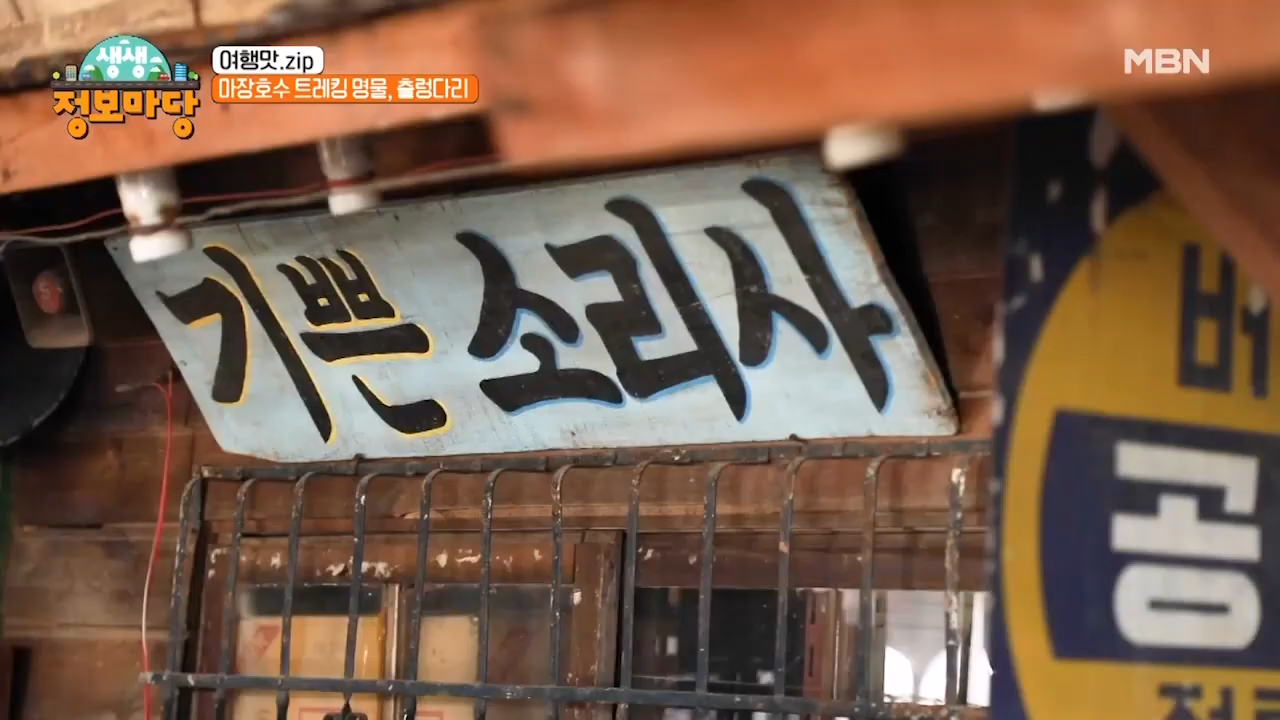 생생
정보마당
여행맛.zip
마장호수 트레킹 명물, 출렁다리
MBN
기쁜 소리사
버
공